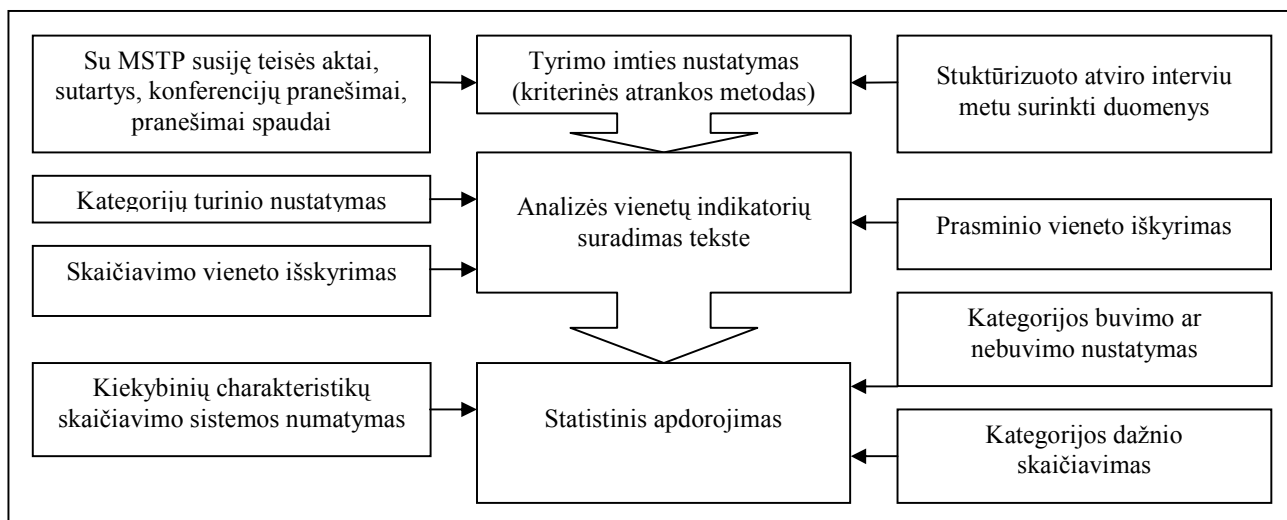 Su MSTP susiję teisės aktai,
sutartys, konferencijų pranešimai,
pranešimai spaudai
Tyrimo imties nustatymas
(kriterinės atrankos metodas)
Stuktūrizuoto atviro interviu
metu surinkti duomenys
Kategorijų turinio nustatymas
Skaičiavimo vieneto išskyrimas
Analizės vienetų indikatorių
suradimas tekste
Prasminio vieneto iškyrimas
Kiekybinių charakteristikų
skaičiavimo sistemos numatymas
Statistinis apdorojimas
Kategorijos buvimo ar
nebuvimo nustatymas
Kategorijos dažnio
skaičiavimas